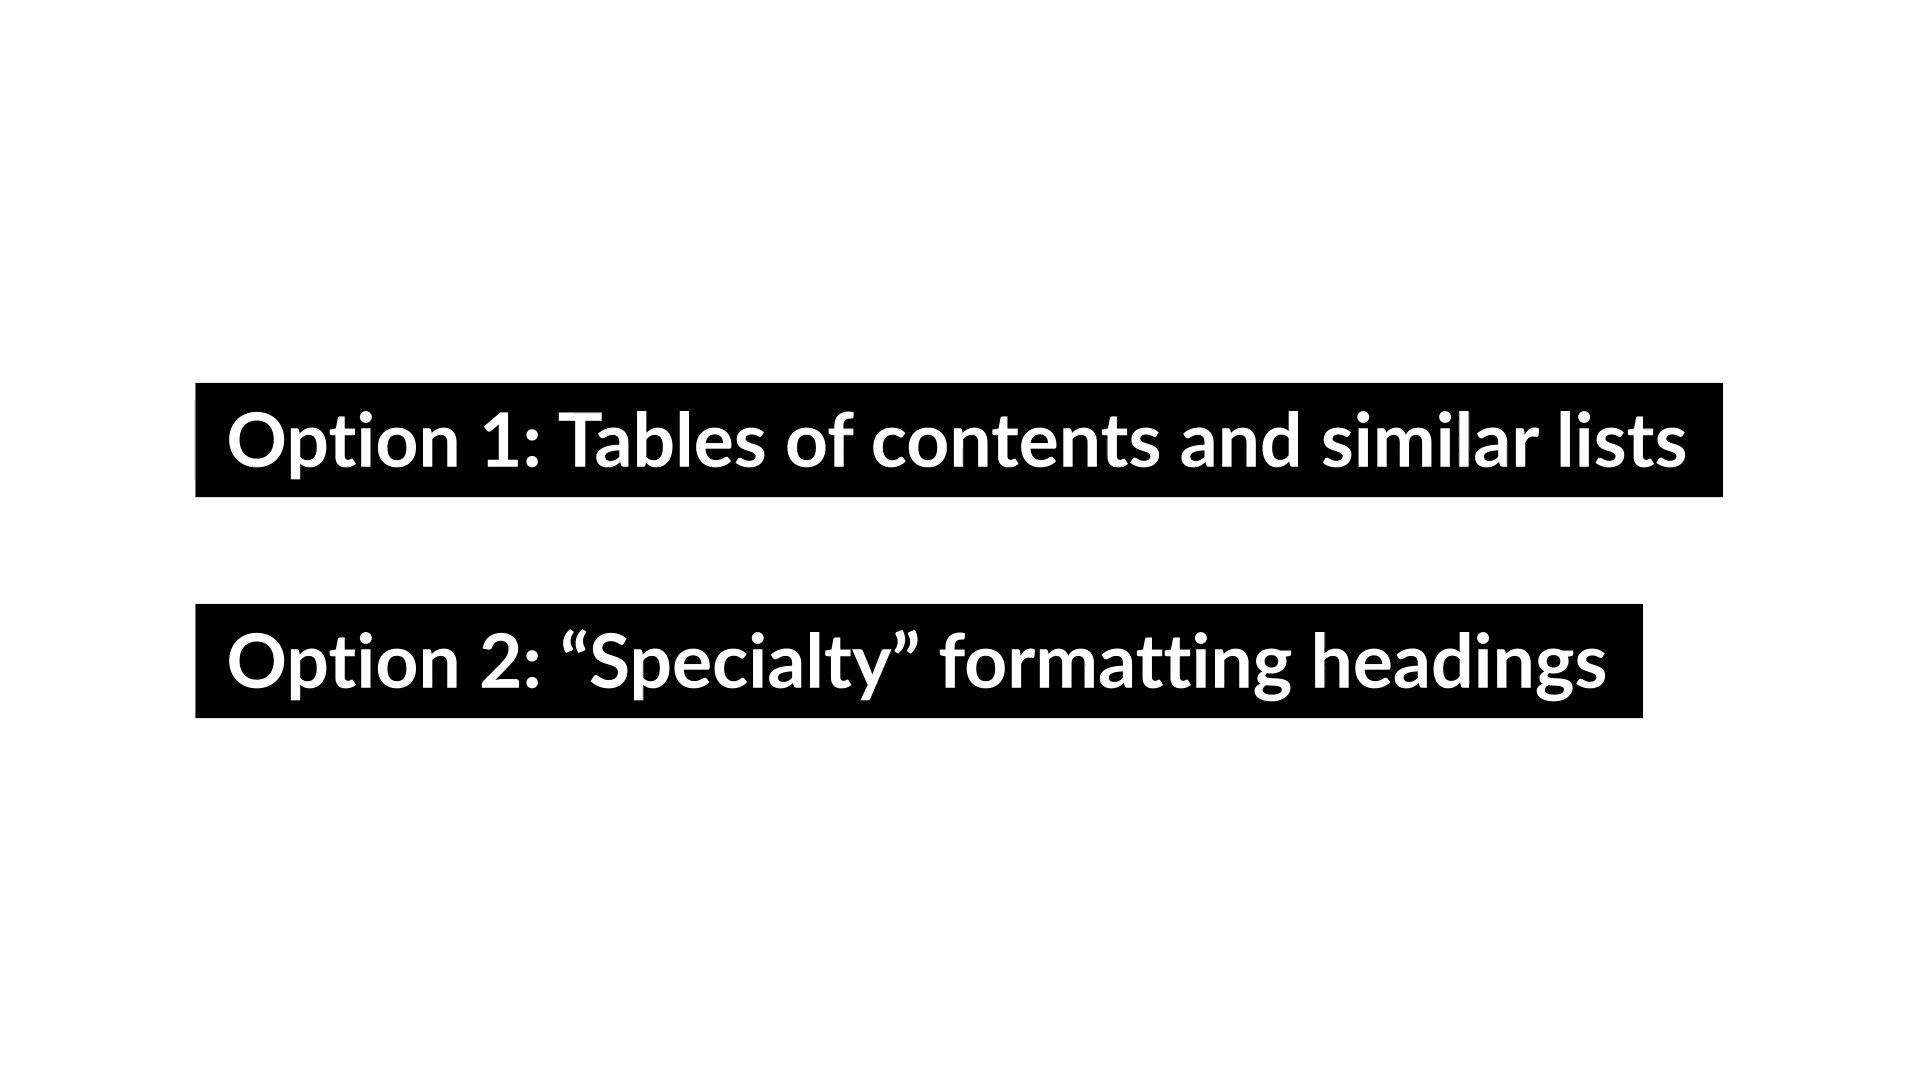 Option 1: Tables of contents and similar lists
Option 2: “Specialty” formatting headings